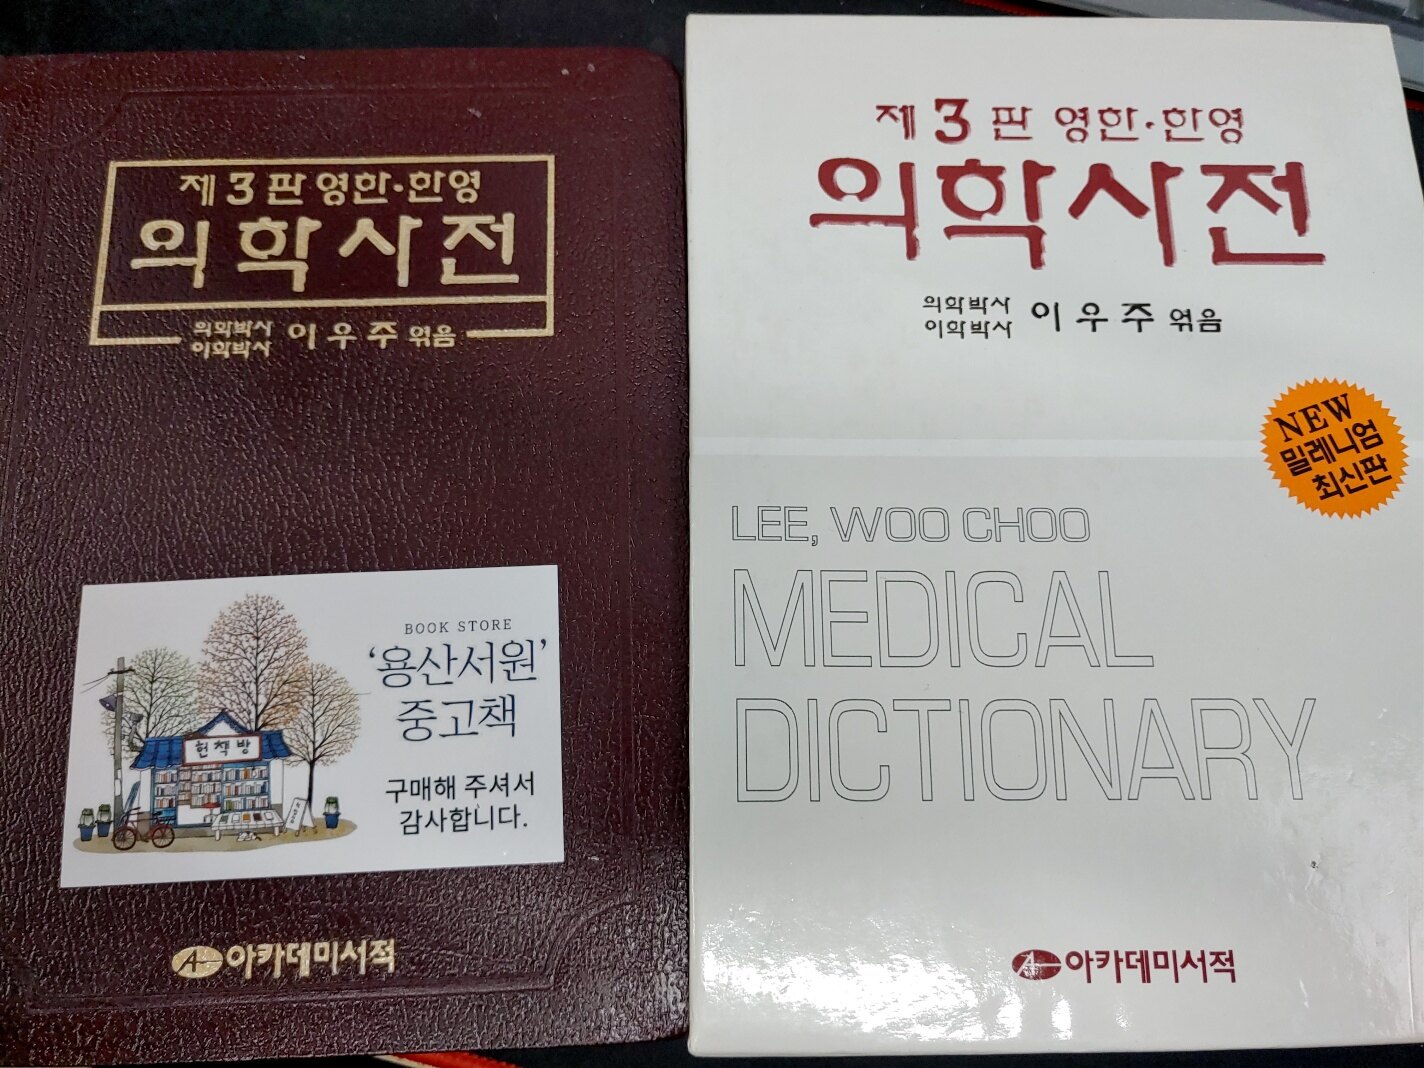 제 3 판 영한·한영
의학사전
의학박사
이학박사 이우주 엮음
BOOK STORE
'용산서원'
중고책
헌책방
구매해 주셔서
감사합니다.
아카데미서적
제 3 판 영한·한영
의학사전
의학박사
이학박사 이우주 엮음
NEW
밀레니엄
최신판
LEE, WOO CHOO
MEDICAL
DICTIONARY
아카데미서적